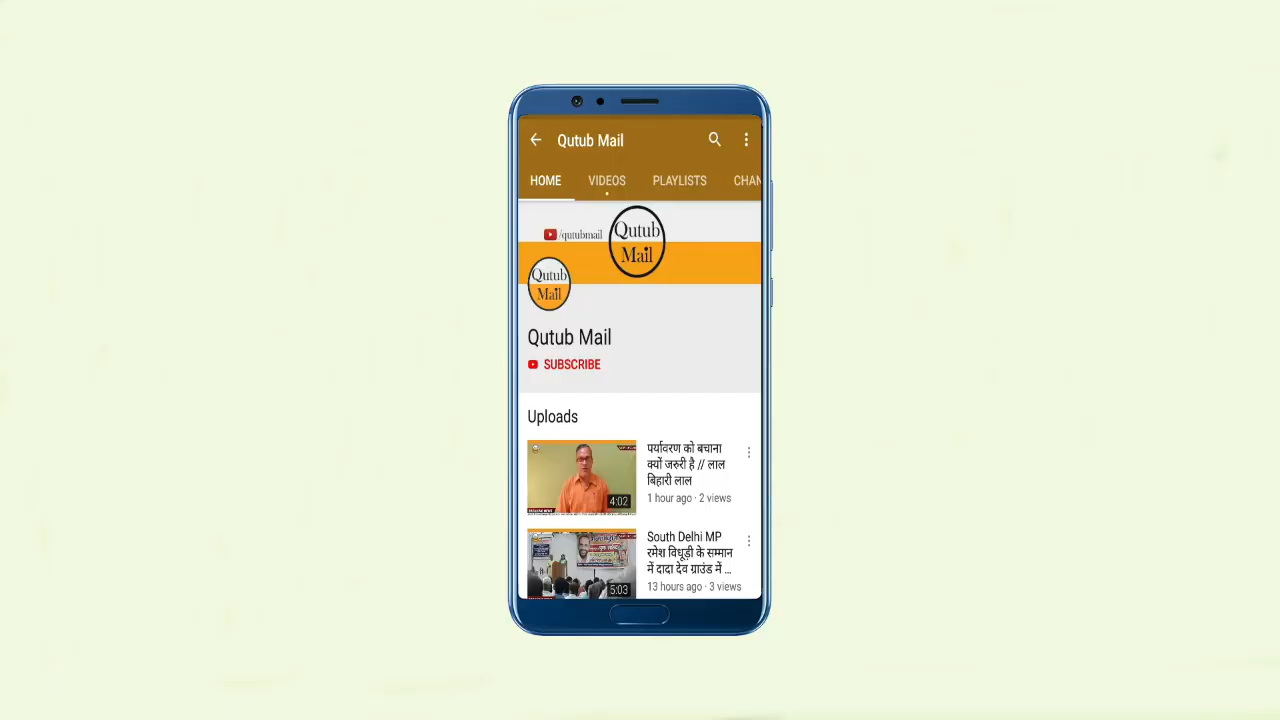 Qutub Mail
HOME VIDEOS PLAYLISTS CHAN
/qutubmail
Qutub
Mail
Qutub
Mail
Qutub Mail
SUBSCRIBE
Uploads
पर्यावरण को बचाना
क्यों जरुरी है // लाल
बिहारी लाल
1 hour ago · 2 views
4:02
South Delhi MP
रमेश विधूड़ी के सम्मान
में दादा देव ग्राउंड में ...
13 hours ago · 3 views
5:03